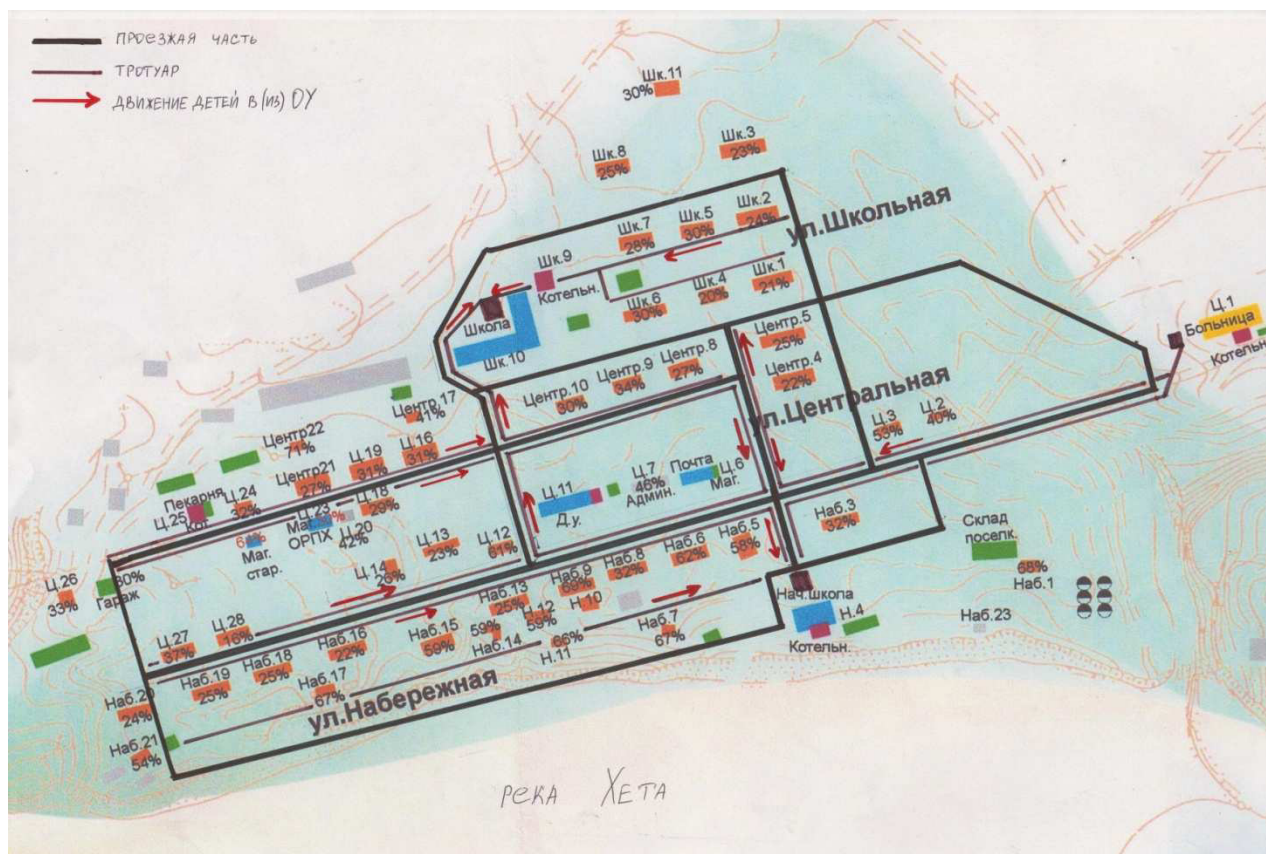 ПРОЕЗЖАЯ ЧАСТЬ
ТРОТУАР
ДВИЖЕНИЕ ДЕТЕЙ В (ИЗ) ОУ
Шк.11
30%
Шк.8
25%
Шк.3
23%
Шк.7
28%
Шк.5
30%
Шк.2
24%
ул.Школьная
Шк.9
Котельн.
Шк.6
30%
Шк.4
20%
Шк.1
21%
Школа
Шк.10
Ц.1
Больница
Котельн
Центр.5
25%
Центр.4
22%
Центр.10
30%
Центр.9
34%
Центр.8
27%
ул.Центральная
Центр.17
41%
Ц.3
53%
Ц.2
40%
Центр22
71%
Центр21
27%
Ц.19
31%
Ц.16
31%
Пекарня
Ц.25
Кот
Ц.24
32%
Ц.23
Маг.
ОРПХ
Ц.18
29%
Ц.20
42%
Маг.
стар.
Ц.11
Д.у.
Ц.7
46%
Админ.
Почта
Ц.6
Маг.
Ц.26
33%
30%
Гараж
Ц.14
26%
Ц.13
23%
Ц.12
61%
Наб.3
32%
Склад
поселк.
68%
Наб.1
Ц.27
37%
Ц.28
16%
Наб.5
58%
Наб.6
62%
Наб.8
32%
Наб.9
68%
Н.10
Наб.13
25%
Н.12
59%
Наб.15
59%
59%
Наб.14
Наб.16
22%
66%
Н.11
Наб.7
67%
Нач.школа
Котельн.
Н.4
Наб.23
Наб.18
25%
Наб.19
25%
Наб.17
67%
Наб.20
24%
Наб.21
54%
ул.Набережная
РЕКА ХЕТА